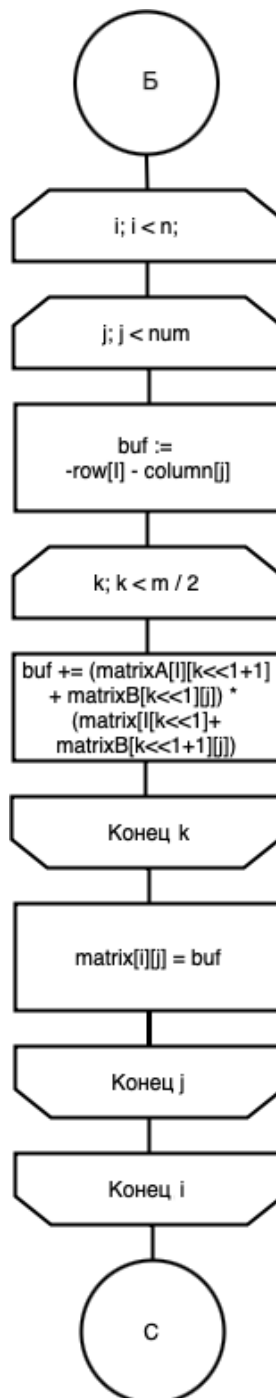 Б
i; i < n;
j; j < num
buf :=
-row[I] - column[j]
k; k < m / 2
buf += (matrixA[I][k<<1+1]
+ matrixB[k<<1][j]) *
(matrix[I[k<<1]+
matrixB[k<<1+1][j])
Конец k
matrix[i][j] = buf
Конец j
Конец i
С